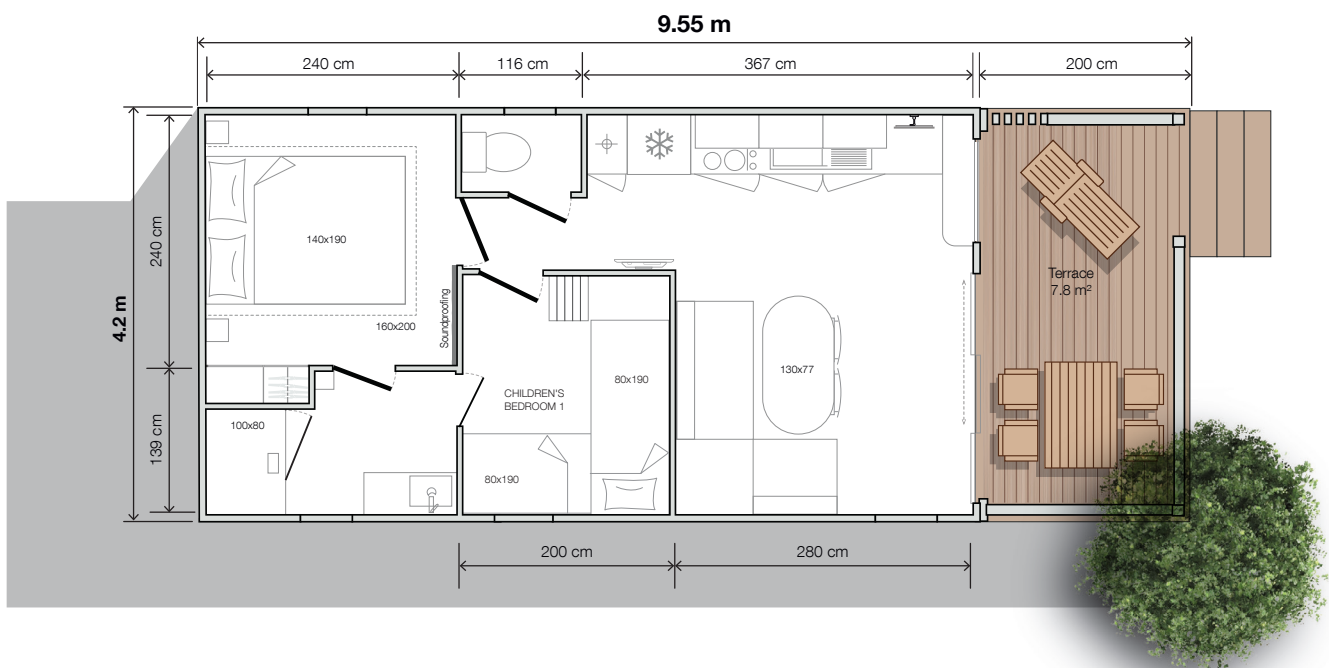 9.55 m
240 cm
116 cm
367 cm
200 cm
4.2 m
240 cm
139 cm
140x190
160x200
Soundproofing
100x80
CHILDREN'S
BEDROOM 1
80x190
80x190
130x77
Terrace
7.8 m²
200 cm
280 cm